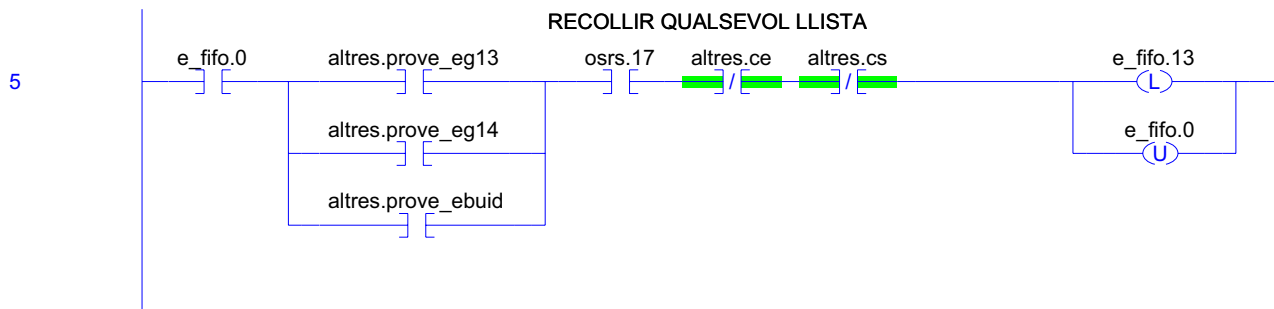 RECOLLIR QUALSEVOL LLISTA
e_fifo.0 altres.prove_eg13 osrs.17 altres.ce altres.cs e_fifo.13
5 / / L
altres.prove_eg14 e_fifo.0
U
altres.prove_ebuid